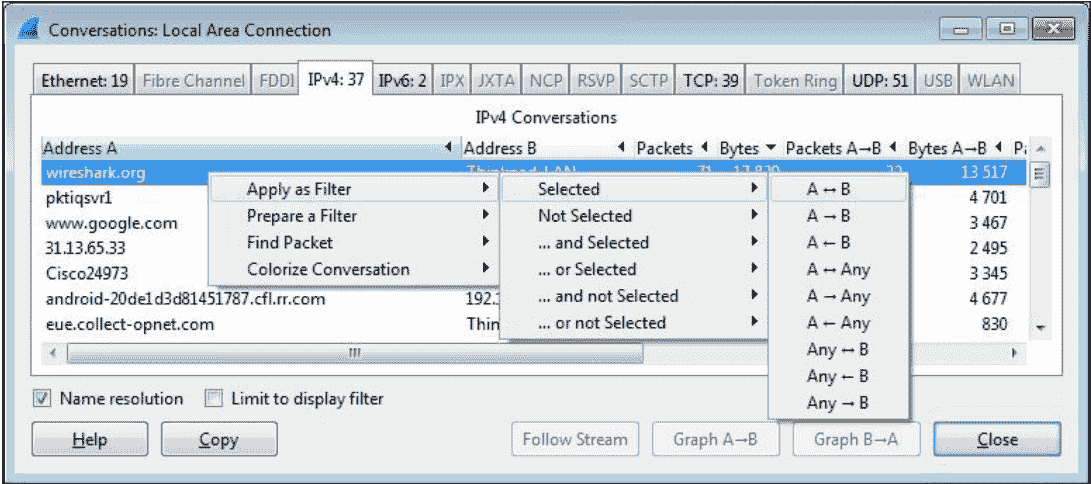 Conversations: Local Area Connection
Ethernet: 19 Fibre Channel FDDI IPv4: 37 IPv6: 2 IPX JXTA NCP RSVP SCTP TCP: 39 Token Ring UDP: 51 USB WLAN
IPv4 Conversations
Address A Address B Packets Bytes Packets A→B Bytes A→B
wireshark.org 13 517
pktiqsvr1 4 701
www.google.com 3 467
31.13.65.33 2 495
Cisco24973 3 345
android-20de1d3d81451787.cfl.rr.com 192. 4 677
eue.collect-opnet.com Thin 830
Apply as Filter
Prepare a Filter
Find Packet
Colorize Conversation
Selected
Not Selected
... and Selected
... or Selected
... and not Selected
... or not Selected
A ↔ B
A → B
A ← B
A ↔ Any
A → Any
A ← Any
Any ↔ B
Any ← B
Any → B
Name resolution Limit to display filter
Help Copy Follow Stream Graph A→B Graph B→A Close